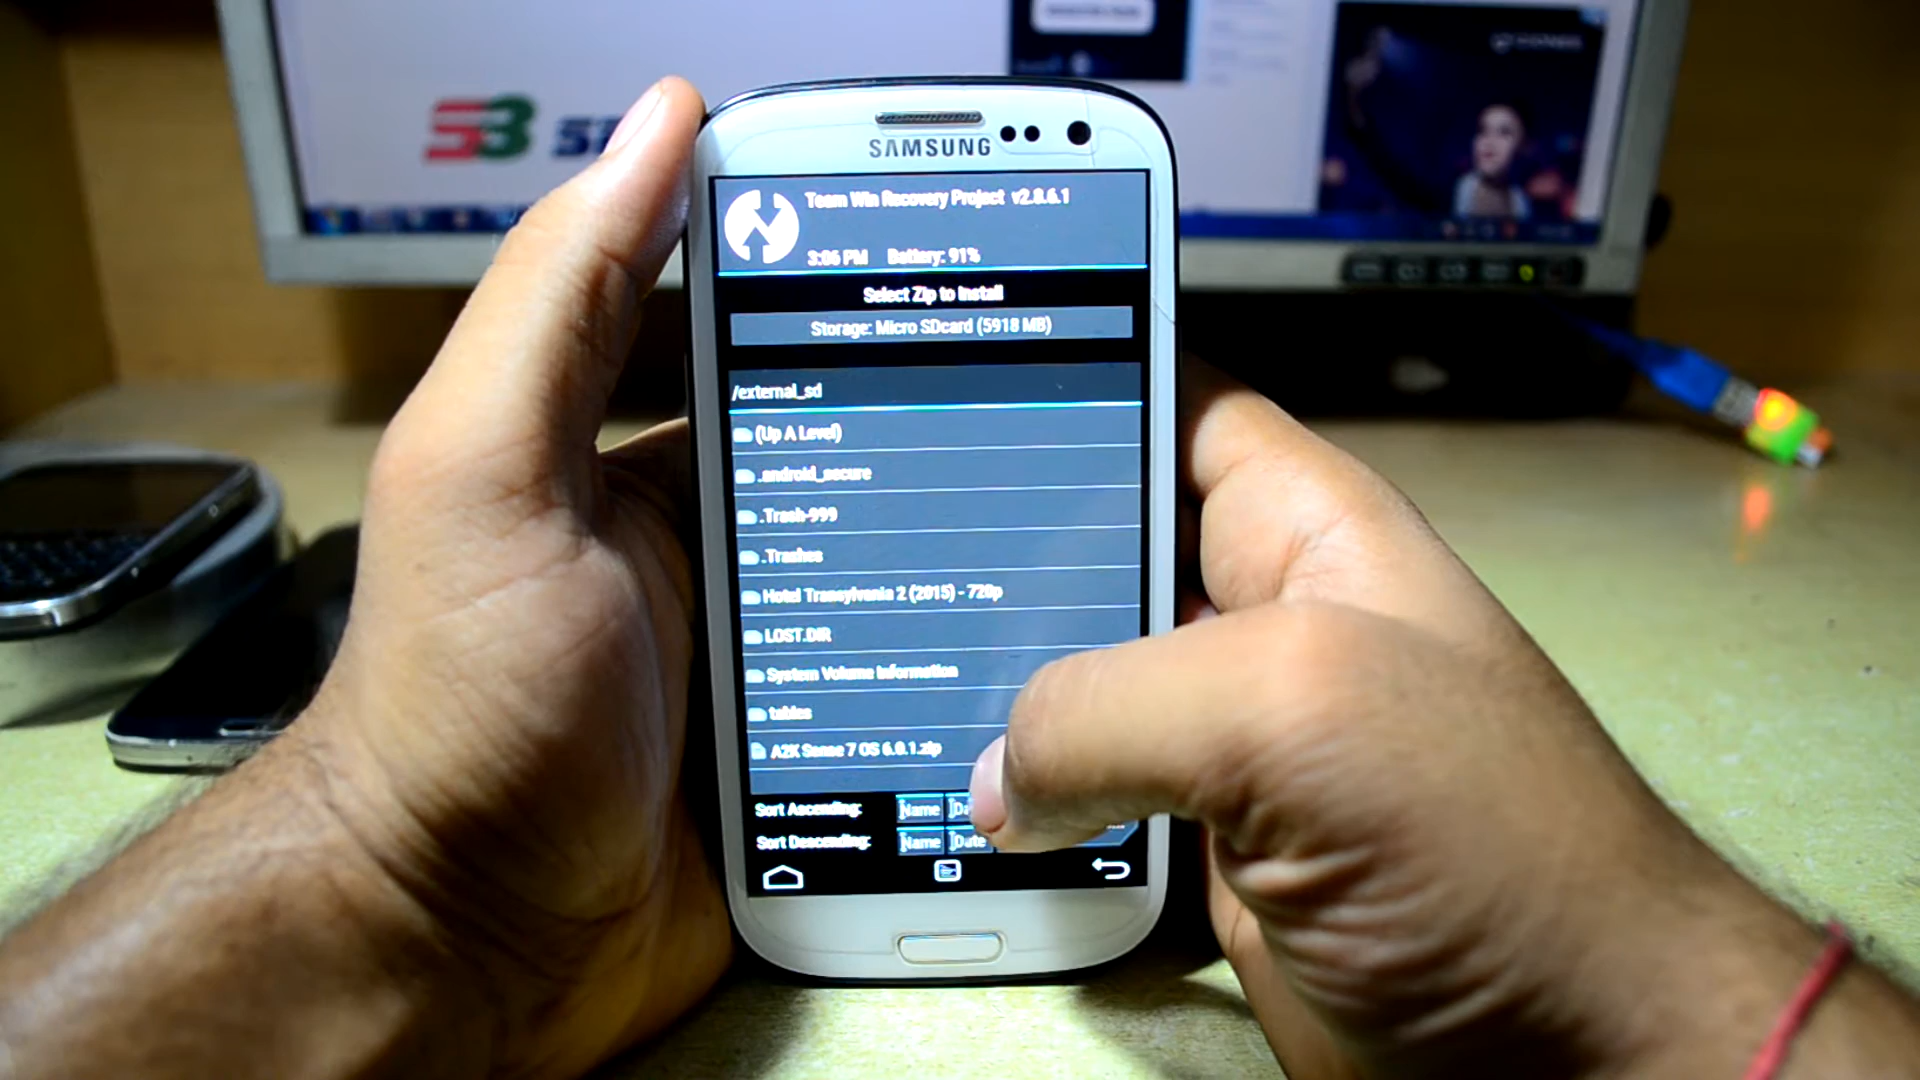 S3
SAMSUNG
Team Win Recovery Project v2.8.6.1
3:06 PM Battery: 91%
Select Zip to Install
Storage: Micro SDcard (5918 MB)
/external_sd
(Up A Level)
.android_secure
.Trash-999
.Trashes
Hotel Transylvania 2 (2015) - 720p
LOST.DIR
System Volume Information
tables
A2K Sense 7 OS 6.0.1.zip
Sort Ascending: Name
Sort Descending: Name Date